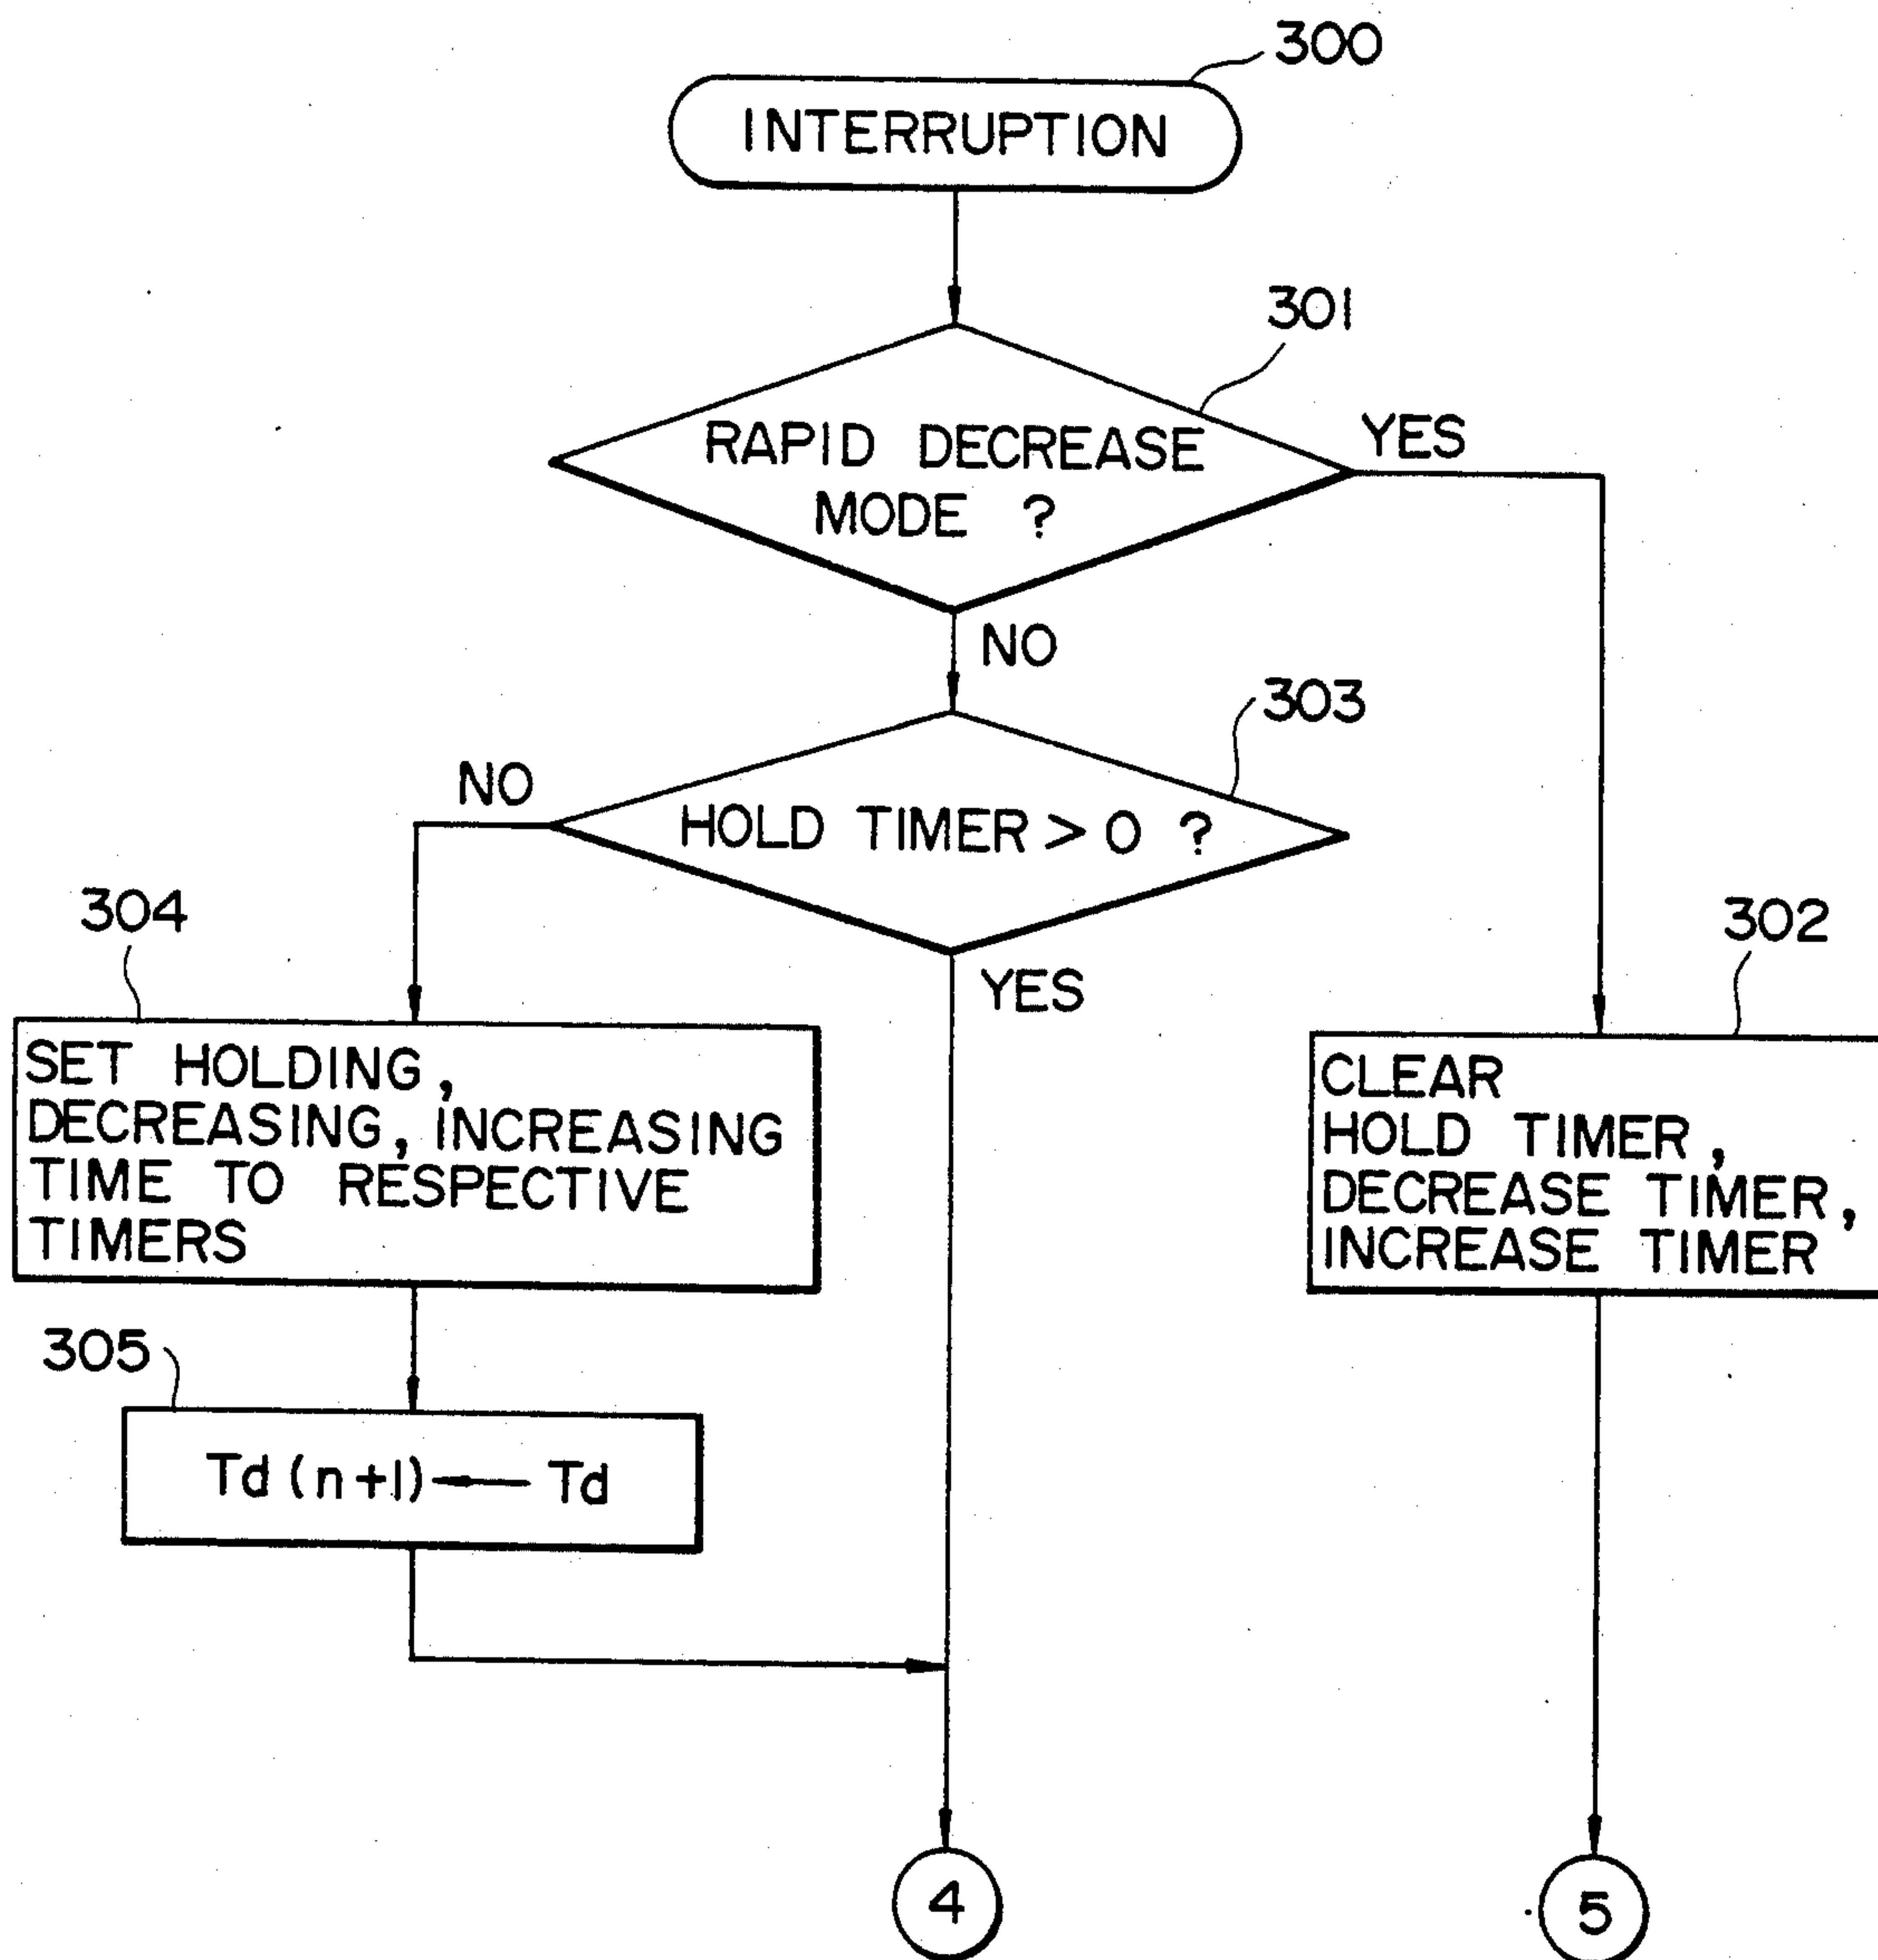 300
INTERRUPTION
301
RAPID DECREASE
MODE ?
YES
NO
303
HOLD TIMER > 0 ?
NO
YES
304
SET HOLDING,
DECREASING, INCREASING
TIME TO RESPECTIVE
TIMERS
302
CLEAR
HOLD TIMER,
DECREASE TIMER,
INCREASE TIMER
305
Td (n+1) ← Td
4
5